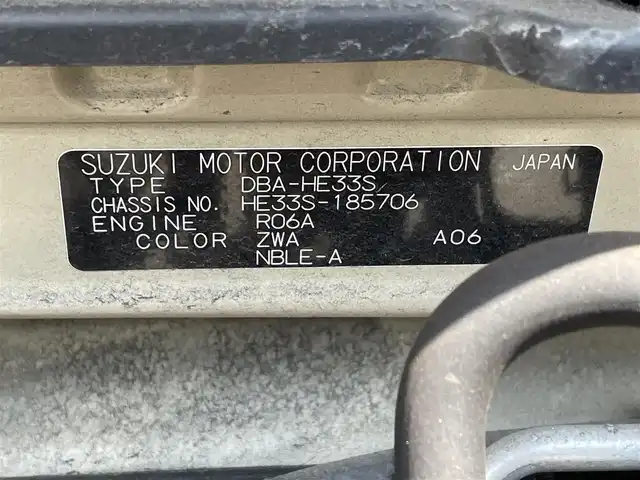 SUZUKI MOTOR CORPORATION JAPAN
TYPE DBA-HE33S
CHASSIS NO. HE33S-185706
ENGINE R06A
COLOR ZWA A06
NBLE-A